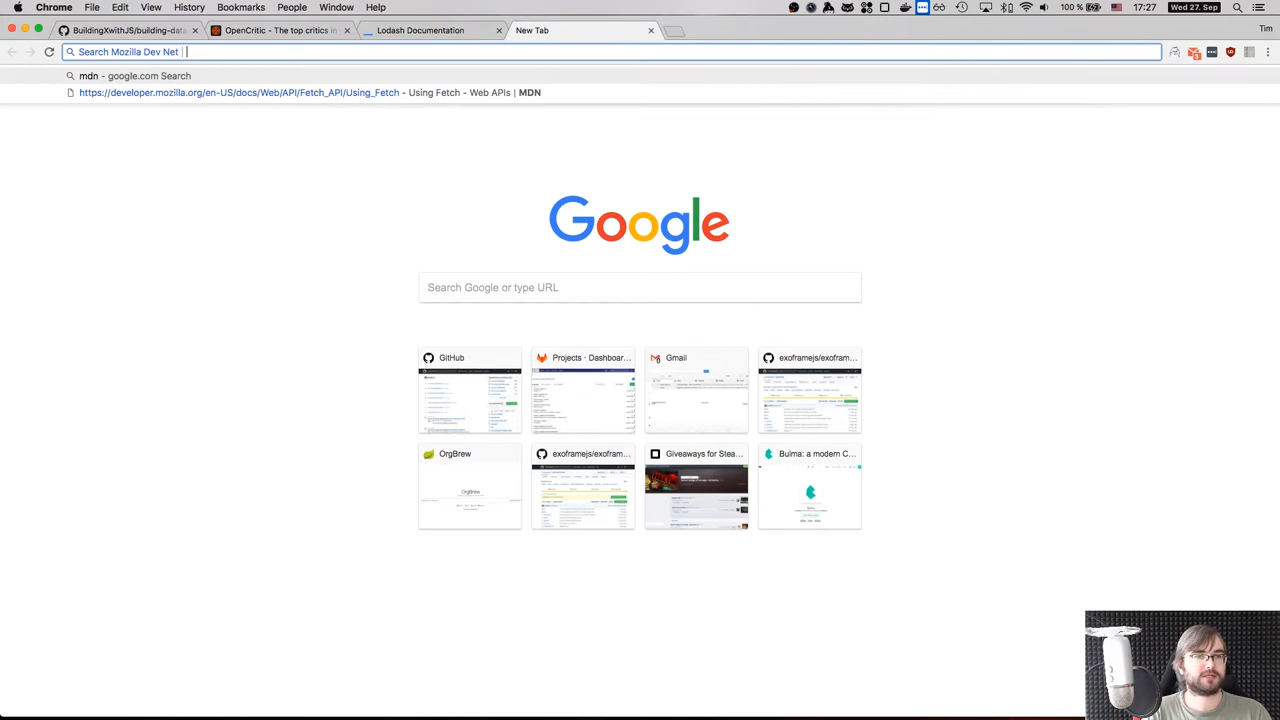 Chrome File Edit View History Bookmarks People Window Help 100 % 17:27 Wed 27. Sep
BuildingXwithJS/building-data
OpenCritic - The top critics in
Lodash Documentation
New Tab
Tim
Search Mozilla Dev Net
mdn - google.com Search
https://developer.mozilla.org/en-US/docs/Web/API/Fetch_API/Using_Fetch - Using Fetch - Web APIs | MDN
Google
Search Google or type URL
GitHub
Projects · Dashboar...
Gmail
exoframejs/exofram...
OrgBrew
exoframejs/exofram...
Giveaways for Stea...
Bulma: a modern C...